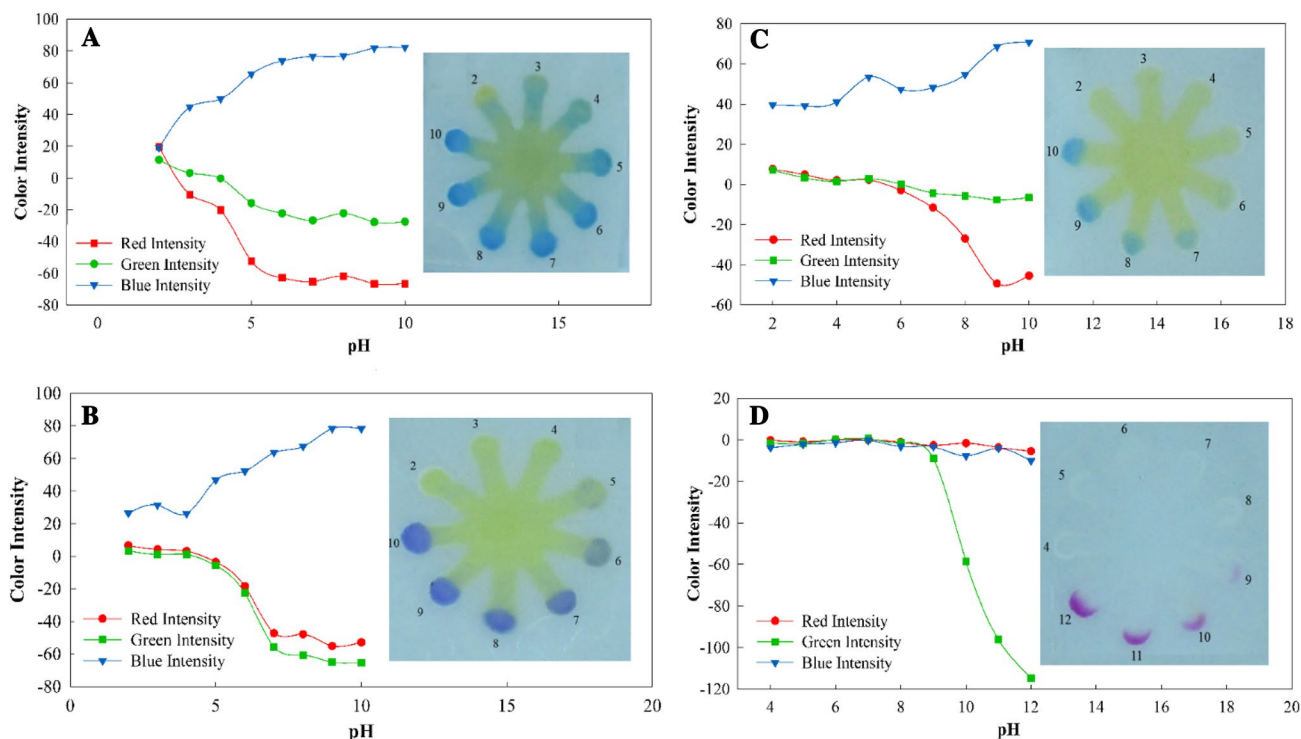 A
100
80
60
40
20
0
-20
-40
-60
-80
Color Intensity
Red Intensity
Green Intensity
Blue Intensity
0 5 10 15
pH
2 3 4 5 6 7 8 9 10
C
80
60
40
20
0
-20
-40
-60
Color Intensity
Red Intensity
Green Intensity
Blue Intensity
2 4 6 8 10 12 14 16 18
pH
2 3 4 5 6 7 8 9 10
B
100
80
60
40
20
0
-20
-40
-60
-80
Color Intensity
Red Intensity
Green Intensity
Blue Intensity
0 5 10 15 20
pH
2 3 4 5 6 7 8 9 10
D
20
0
-20
-40
-60
-80
-100
-120
Color Intensity
Red Intensity
Green Intensity
Blue Intensity
4 6 8 10 12 14 16 18 20
pH
4 5 6 7 8 9 10 11 12